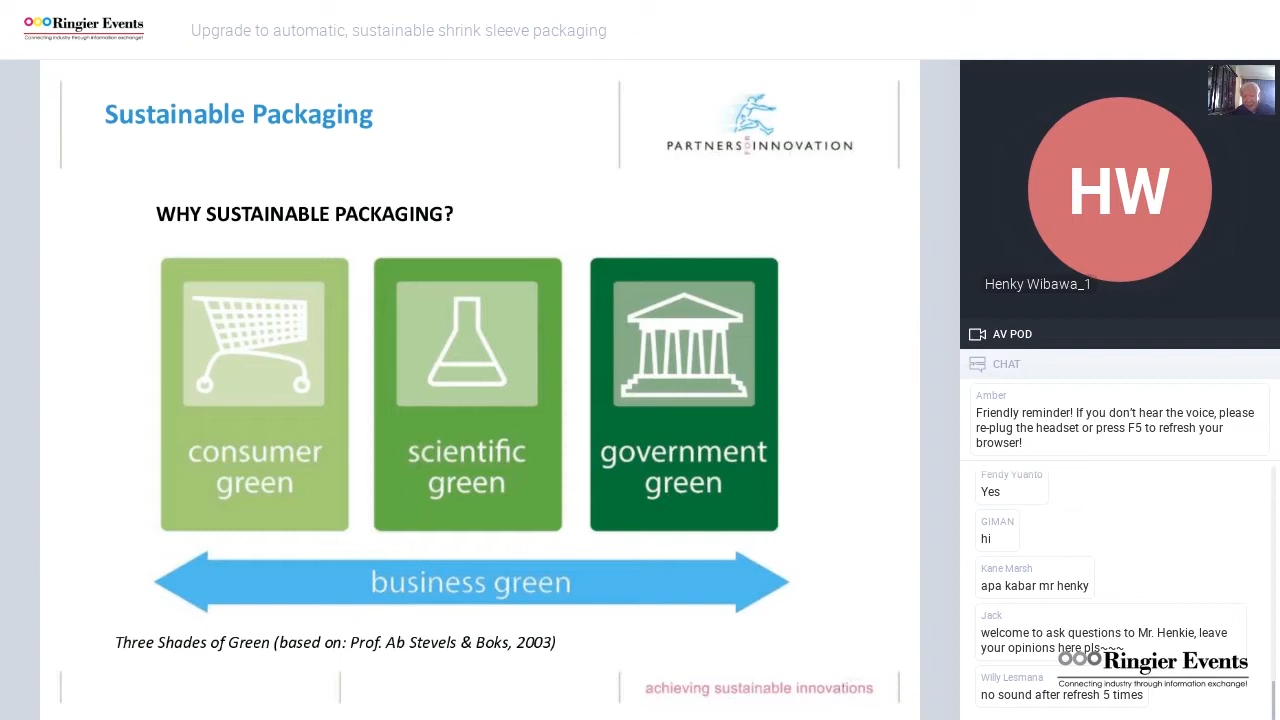 Ringier Events
Connecting industry through information exchange!
Upgrade to automatic, sustainable shrink sleeve packaging
Sustainable Packaging
PARTNERS FOR INNOVATION
WHY SUSTAINABLE PACKAGING?
consumer
green
scientific
green
government
green
business green
Three Shades of Green (based on: Prof. Ab Stevels & Boks, 2003)
achieving sustainable innovations
HW
Henky Wibawa_1
AV POD
CHAT
Amber
Friendly reminder! If you don't hear the voice, please
re-plug the headset or press F5 to refresh your
browser!
Fendy Yuanto
Yes
GIMAN
hi
Kane Marsh
apa kabar mr henky
Jack
welcome to ask questions to Mr. Henkie, leave
your opinions here pls~~~
Ringier Events
Connecting industry through information exchange!
Willy Lesmana
no sound after refresh 5 times